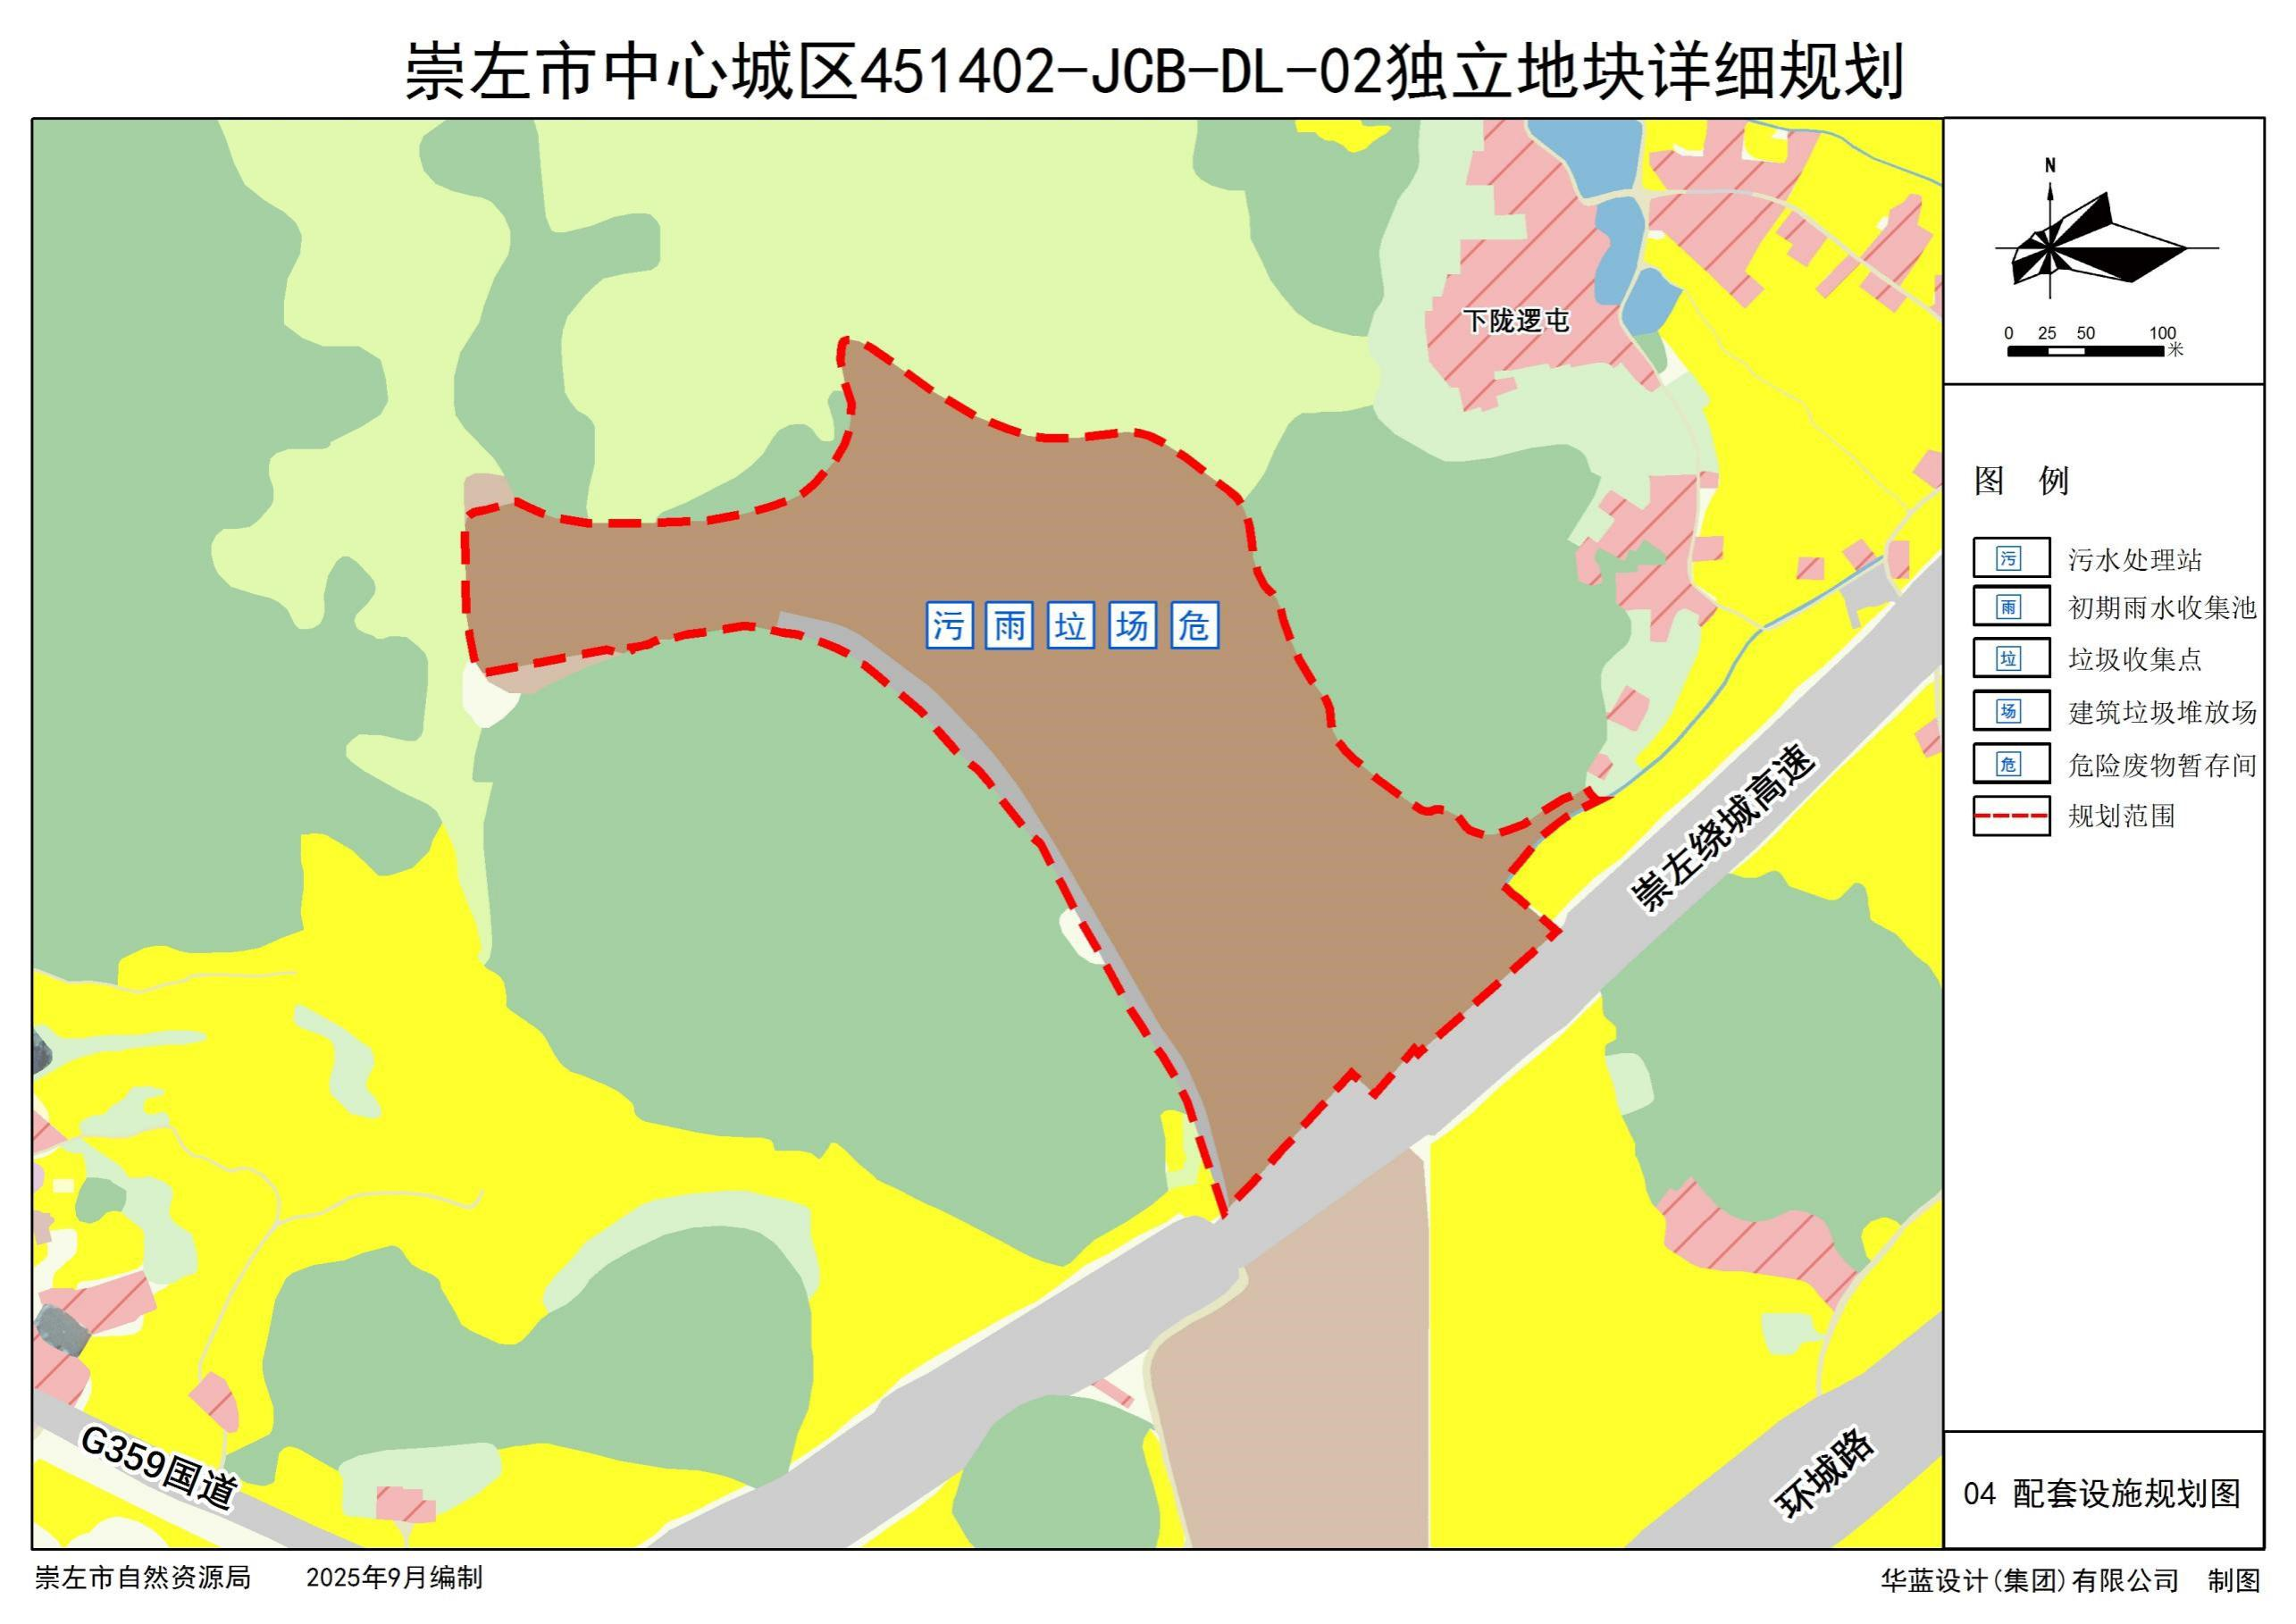 崇左市中心城区451402-JCB-DL-02独立地块详细规划
N
0 25 50 100
米
下陇逻屯
图 例
污 雨 垃 场 危
污 污水处理站
雨 初期雨水收集池
垃 垃圾收集点
场 建筑垃圾堆放场
危 危险废物暂存间
规划范围
崇左绕城高速
G359国道
环城路
04 配套设施规划图
崇左市自然资源局 2025年9月编制
华蓝设计(集团)有限公司 制图